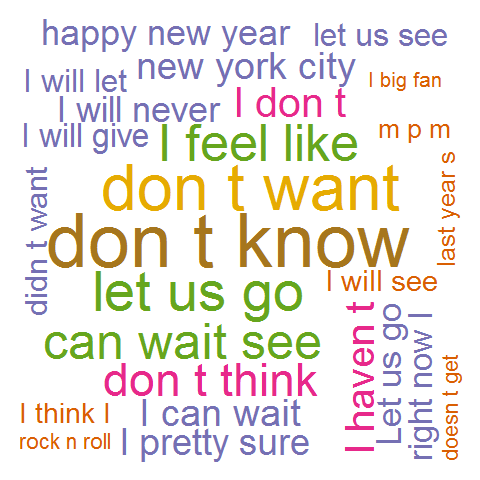 happy new year
let us see
new york city
I will let
I big fan
I will never
I don t
I will give
I feel like
m p m
last year s
didn t want
don t want
don t know
let us go
I will see
can wait see
I haven t
Let us go
right now I
don t think
doesn t get
I think I
I can wait
rock n roll
I pretty sure